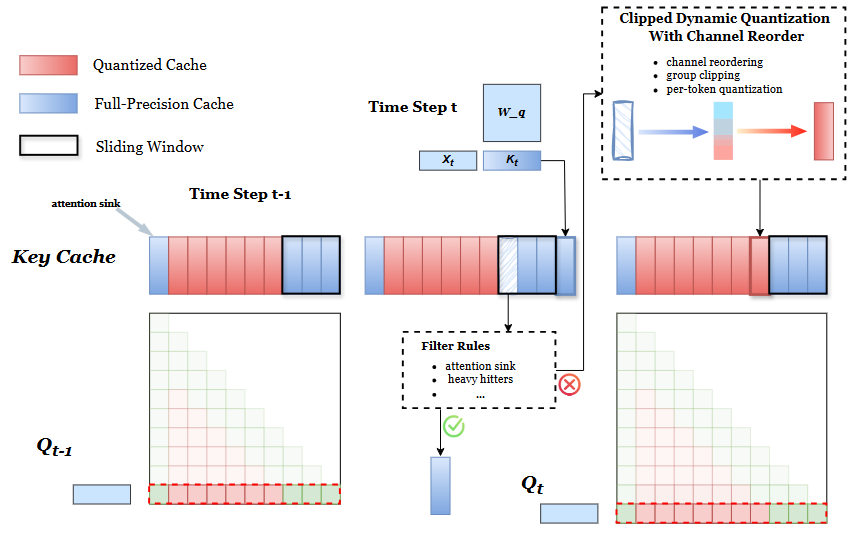 Clipped Dynamic Quantization
With Channel Reorder
channel reordering
group clipping
per-token quantization
Quantized Cache
Full-Precision Cache
Sliding Window
Time Step t
W_q
X_t
K_t
Time Step t-1
attention sink
Key Cache
Filter Rules
attention sink
heavy hitters
...
Q_t-1
Q_t